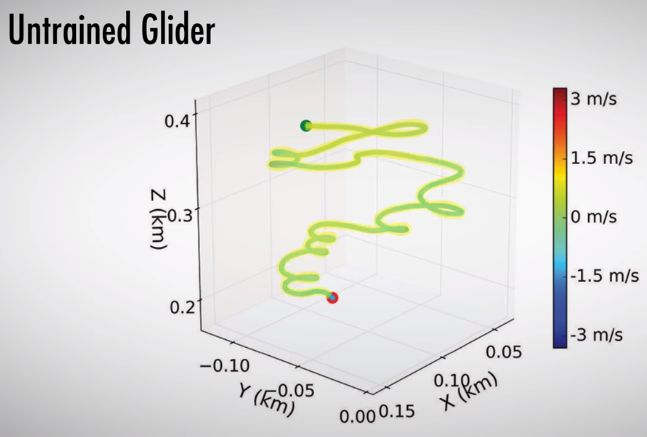 Untrained Glider
0.4
0.3
0.2
Z (km)
−0.10
−0.05
0.00
Y (km)
0.15
0.10
0.05
X (km)
3 m/s
1.5 m/s
0 m/s
-1.5 m/s
-3 m/s